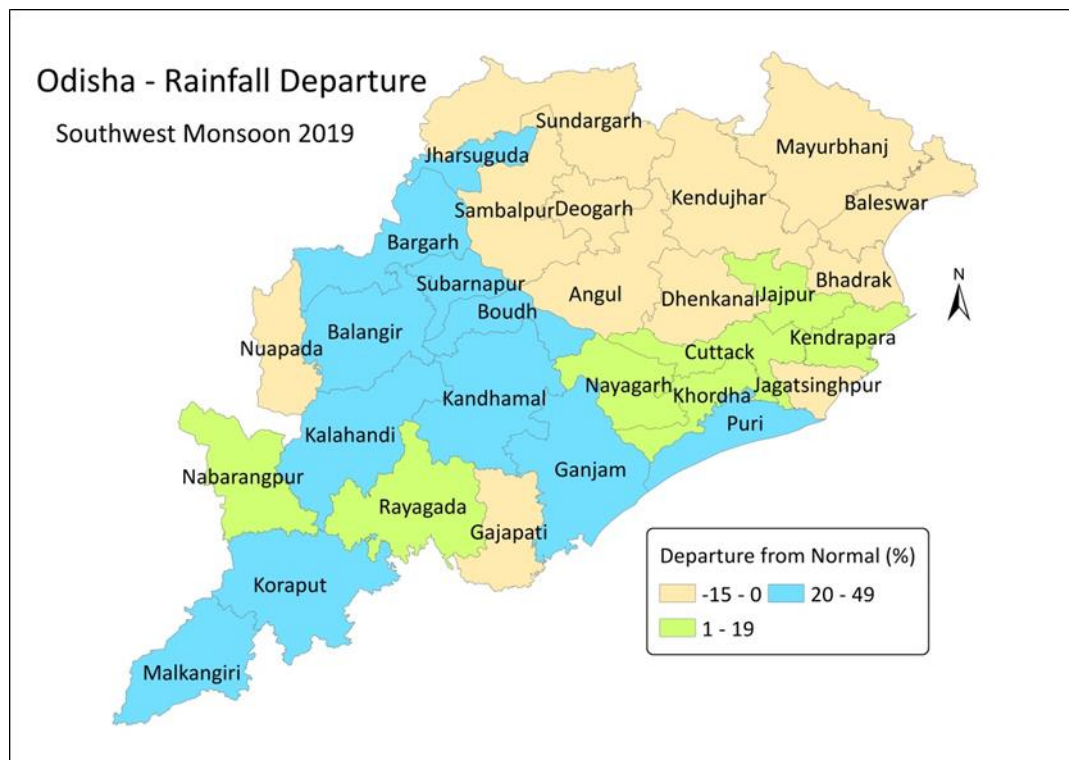 Odisha - Rainfall Departure
Southwest Monsoon 2019
Sundargarh
Jharsuguda
Mayurbhanj
Kendujhar
Baleswar
Sambalpur
Deogarh
Bargarh
Subarnapur
Bhadrak
Angul
Dhenkanal
Jajpur
Boudh
Balangir
Nuapada
Kendrapara
Cuttack
Nayagarh
Khordha
Jagatsinghpur
Kandhamal
Puri
Kalahandi
Ganjam
Nabarangpur
Rayagada
Gajapati
Koraput
Malkangiri
N
Departure from Normal (%)
-15 - 0
20 - 49
1 - 19